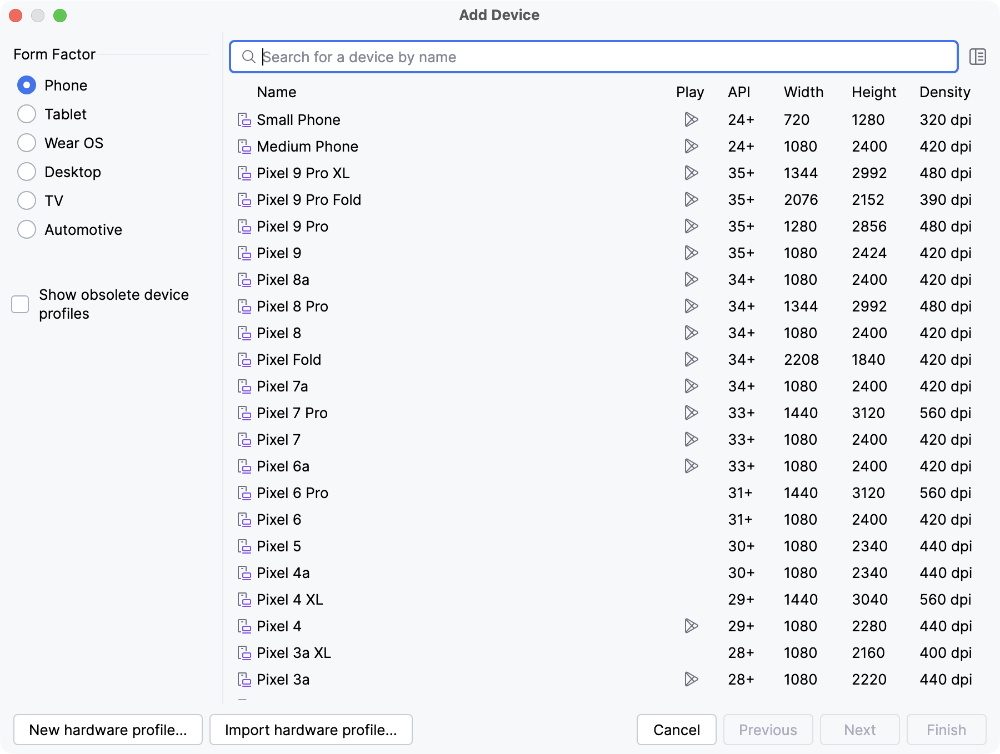 Add Device
Form Factor
Phone
Tablet
Wear OS
Desktop
TV
Automotive
Show obsolete device
profiles
Search for a device by name
Name Play API Width Height Density
Small Phone 24+ 720 1280 320 dpi
Medium Phone 24+ 1080 2400 420 dpi
Pixel 9 Pro XL 35+ 1344 2992 480 dpi
Pixel 9 Pro Fold 35+ 2076 2152 390 dpi
Pixel 9 Pro 35+ 1280 2856 480 dpi
Pixel 9 35+ 1080 2424 420 dpi
Pixel 8a 34+ 1080 2400 420 dpi
Pixel 8 Pro 34+ 1344 2992 480 dpi
Pixel 8 34+ 1080 2400 420 dpi
Pixel Fold 34+ 2208 1840 420 dpi
Pixel 7a 34+ 1080 2400 420 dpi
Pixel 7 Pro 33+ 1440 3120 560 dpi
Pixel 7 33+ 1080 2400 420 dpi
Pixel 6a 33+ 1080 2400 420 dpi
Pixel 6 Pro 31+ 1440 3120 560 dpi
Pixel 6 31+ 1080 2400 420 dpi
Pixel 5 30+ 1080 2340 440 dpi
Pixel 4a 30+ 1080 2340 440 dpi
Pixel 4 XL 29+ 1440 3040 560 dpi
Pixel 4 29+ 1080 2280 440 dpi
Pixel 3a XL 28+ 1080 2160 400 dpi
Pixel 3a 28+ 1080 2220 440 dpi
New hardware profile... Import hardware profile... Cancel Previous Next Finish